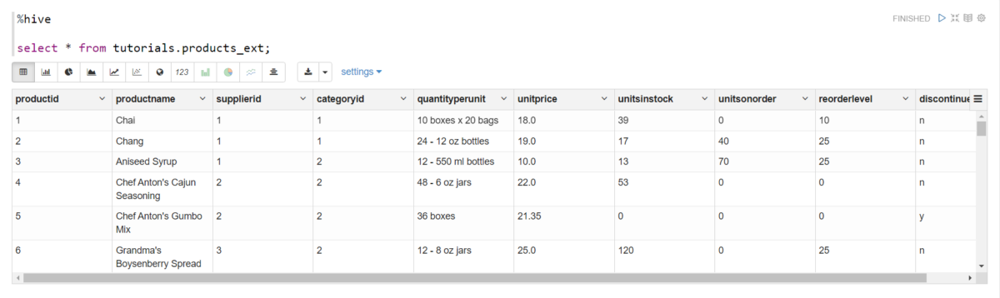 %hive
FINISHED
select * from tutorials.products_ext;
123
settings
productid productname supplierid categoryid quantityperunit unitprice unitsinstock unitsonorder reorderlevel discontinue
1 Chai 1 1 10 boxes x 20 bags 18.0 39 0 10 n
2 Chang 1 1 24 - 12 oz bottles 19.0 17 40 25 n
3 Aniseed Syrup 1 2 12 - 550 ml bottles 10.0 13 70 25 n
4 Chef Anton's Cajun 2 2 48 - 6 oz jars 22.0 53 0 0 n
Seasoning
5 Chef Anton's Gumbo 2 2 36 boxes 21.35 0 0 0 y
Mix
6 Grandma's 3 2 12 - 8 oz jars 25.0 120 0 25 n
Boysenberry Spread